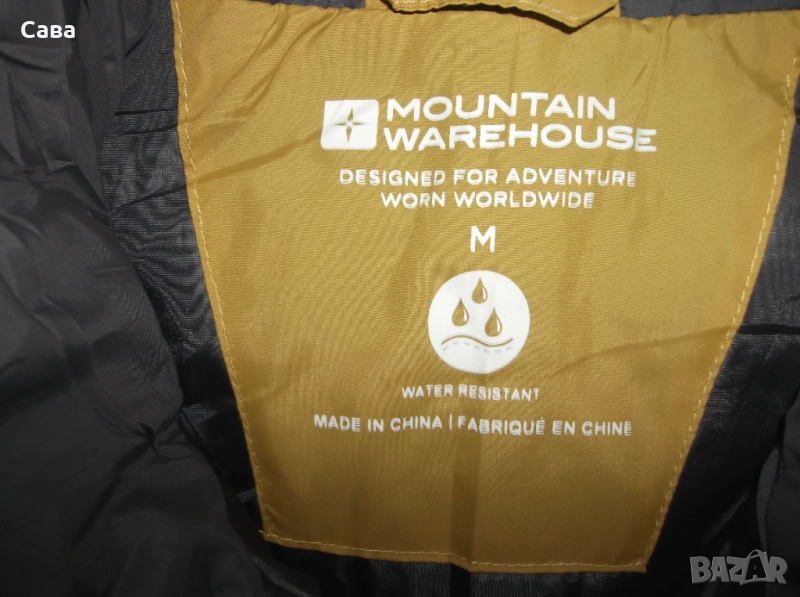 Сава
MOUNTAIN
WAREHOUSE
DESIGNED FOR ADVENTURE
WORN WORLDWIDE
M
WATER RESISTANT
MADE IN CHINA | FABRIQUÉ EN CHINE
BAZAR